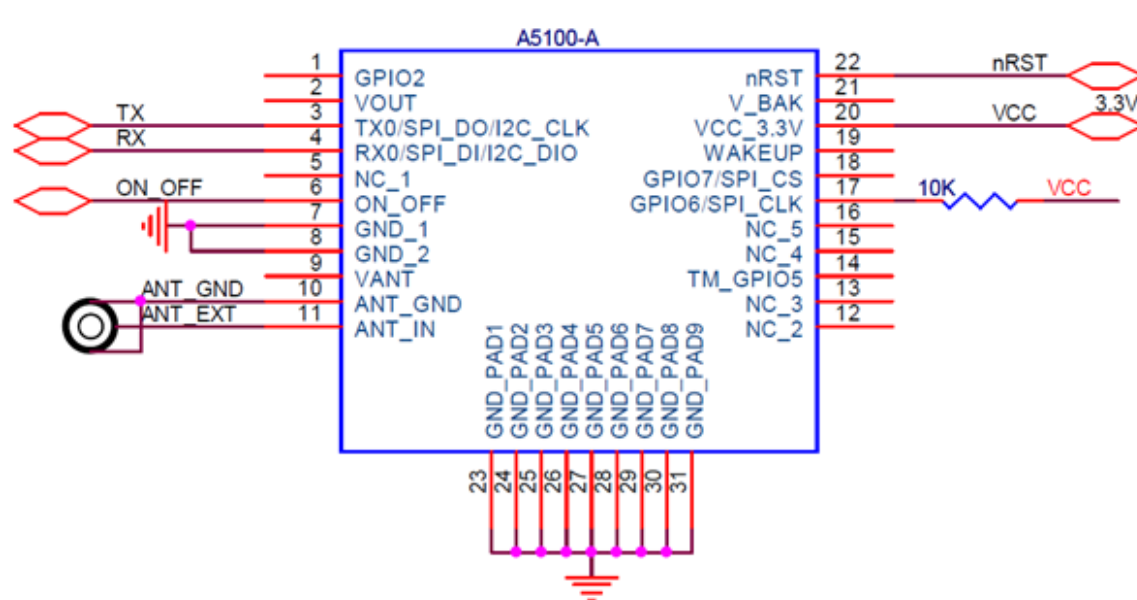 A5100-A
1 GPIO2
2 VOUT
TX 3 TX0/SPI_DO/I2C_CLK
RX 4 RX0/SPI_DI/I2C_DIO
5 NC_1
ON_OFF 6 ON_OFF
7 GND_1
8 GND_2
9 VANT
ANT_GND 10 ANT_GND
ANT_EXT 11 ANT_IN
nRST 22 nRST
V_BAK 21
VCC_3.3V 20 VCC 3.3V
WAKEUP 19
GPIO7/SPI_CS 18
GPIO6/SPI_CLK 17 10K VCC
NC_5 16
NC_4 15
TM_GPIO5 14
NC_3 13
NC_2 12
GND_PAD1 23
GND_PAD2 24
GND_PAD3 25
GND_PAD4 26
GND_PAD5 27
GND_PAD6 28
GND_PAD7 29
GND_PAD8 30
GND_PAD9 31